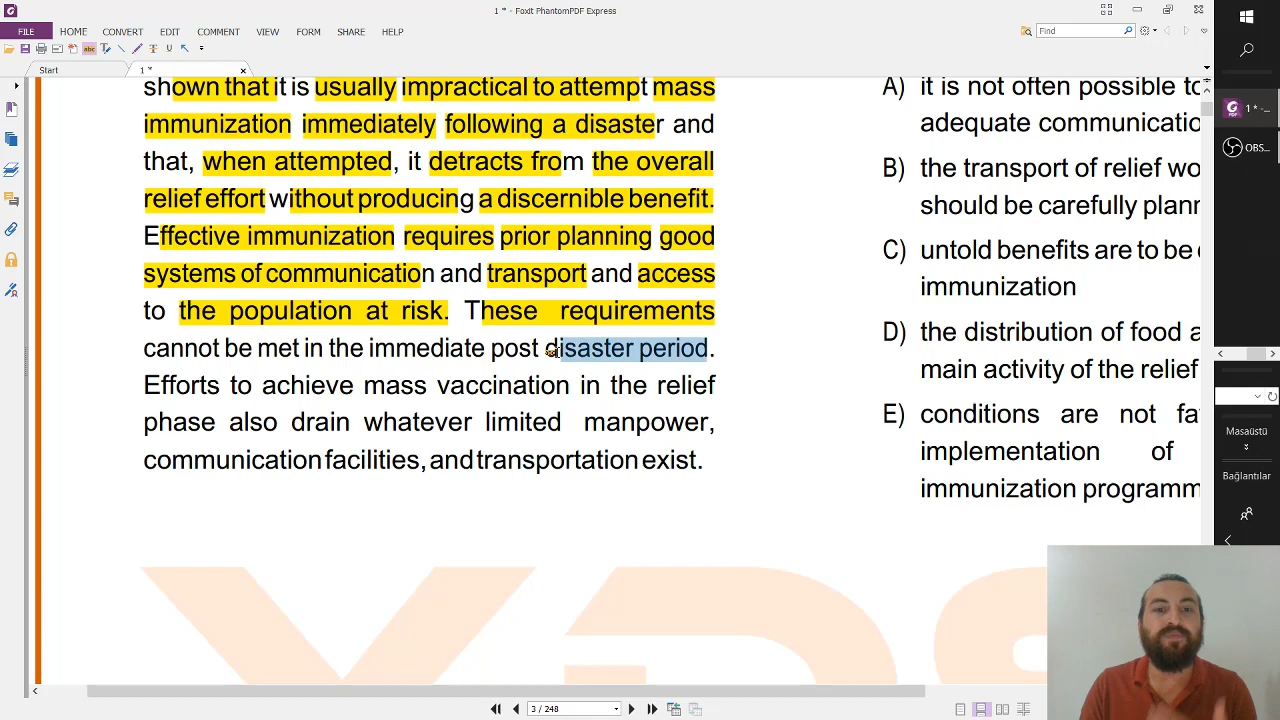 1 * - Foxit PhantomPDF Express
FILE HOME CONVERT EDIT COMMENT VIEW FORM SHARE HELP
Find
Start 1 *
shown that it is usually impractical to attempt mass
immunization immediately following a disaster and
that, when attempted, it detracts from the overall
relief effort without producing a discernible benefit.
Effective immunization requires prior planning good
systems of communication and transport and access
to the population at risk. These requirements
cannot be met in the immediate post disaster period.
Efforts to achieve mass vaccination in the relief
phase also drain whatever limited manpower,
communication facilities, and transportation exist.
A) it is not often possible to
adequate communicatio
B) the transport of relief wo
should be carefully plann
C) untold benefits are to be
immunization
D) the distribution of food a
main activity of the relief
E) conditions are not fa
implementation of
immunization programm
3 / 248
1 * -...
OBS...
Masaüstü
Bağlantılar